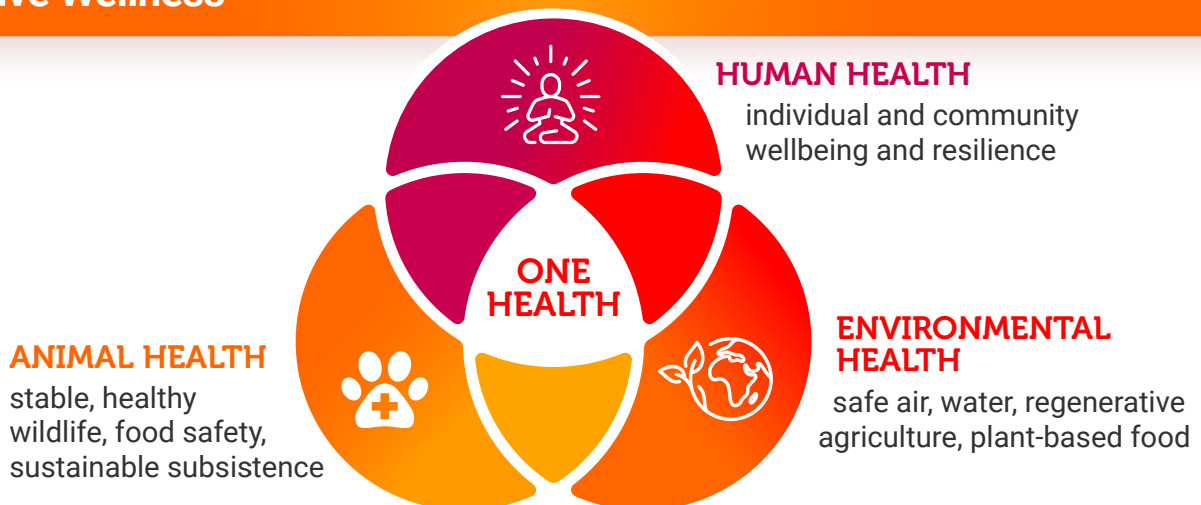 Wellness
HUMAN HEALTH
individual and community
wellbeing and resilience
ONE
HEALTH
ANIMAL HEALTH
stable, healthy
wildlife, food safety,
sustainable subsistence
ENVIRONMENTAL
HEALTH
safe air, water, regenerative
agriculture, plant-based food